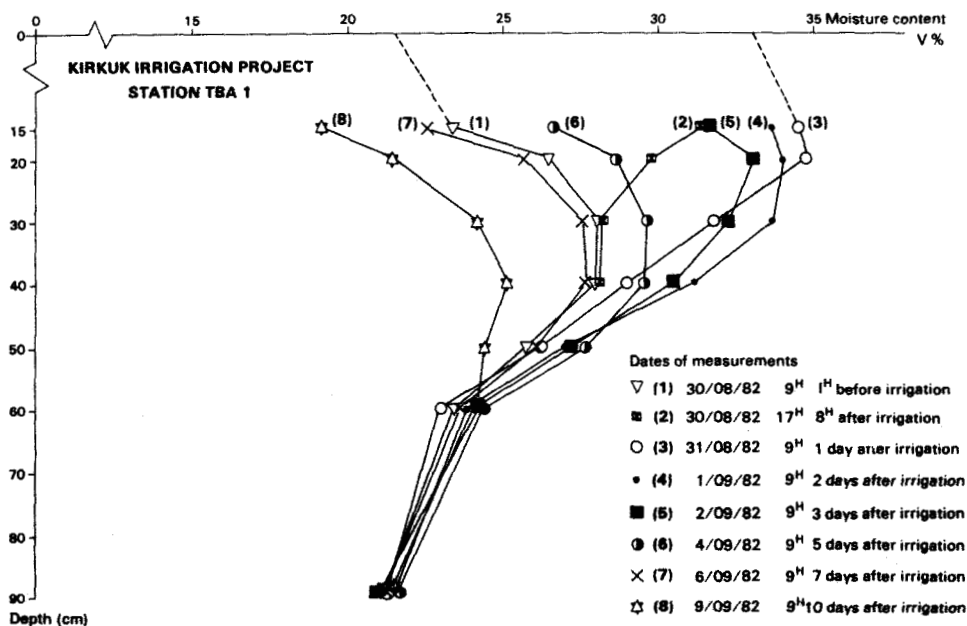 0 20 25 30 35 Moisture content
V %
0
KIRKUK IRRIGATION PROJECT
STATION TBA 1
(8) (7) (1) (6) (2) (5) (4) (3)
15
20
30
40
50
60
70
80
90
Depth (cm)
Dates of measurements
(1) 30/08/82 9H IH before irrigation
(2) 30/08/82 17H 8H after irrigation
(3) 31/08/82 9H 1 day after irrigation
(4) 1/09/82 9H 2 days after irrigation
(5) 2/09/82 9H 3 days after irrigation
(6) 4/09/82 9H 5 days after irrigation
(7) 6/09/82 9H 7 days after irrigation
(8) 9/09/82 9H 10 days after irrigation